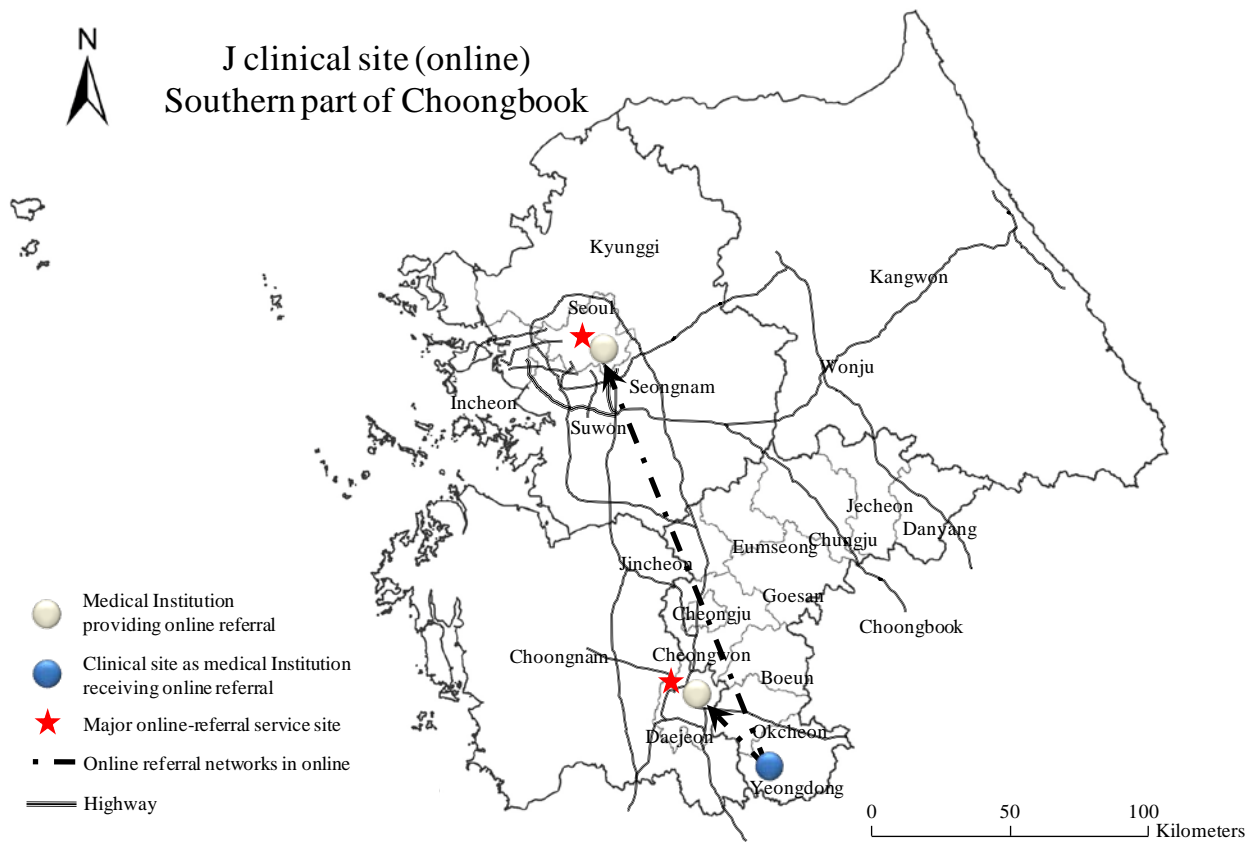 N
J clinical site (online)
Southern part of Choongbook
Kyunggi
Kangwon
Seoul
Wonju
Seongnam
Incheon
Suwon
Jecheon
Danyang
Chungju
Eumseong
Jincheon
Goesan
Cheongju
Choongbook
Choongnam
Cheongwon
Boeun
Okcheon
Daejeon
Yeongdong
Medical Institution
providing online referral
Clinical site as medical Institution
receiving online referral
Major online-referral service site
Online referral networks in online
Highway
0 50 100
Kilometers